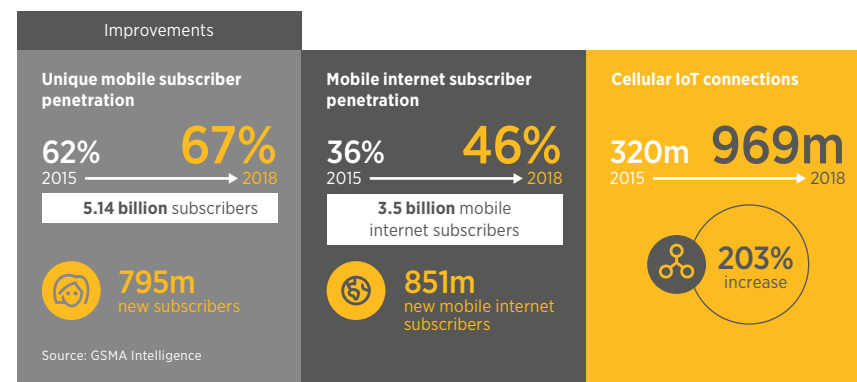 Improvements
Unique mobile subscriber
penetration
62% 67%
2015 2018
5.14 billion subscribers
795m
new subscribers
Source: GSMA Intelligence
Mobile internet subscriber
penetration
36% 46%
2015 2018
3.5 billion mobile
internet subscribers
851m
new mobile internet
subscribers
Cellular IoT connections
320m 969m
2015 2018
203%
increase